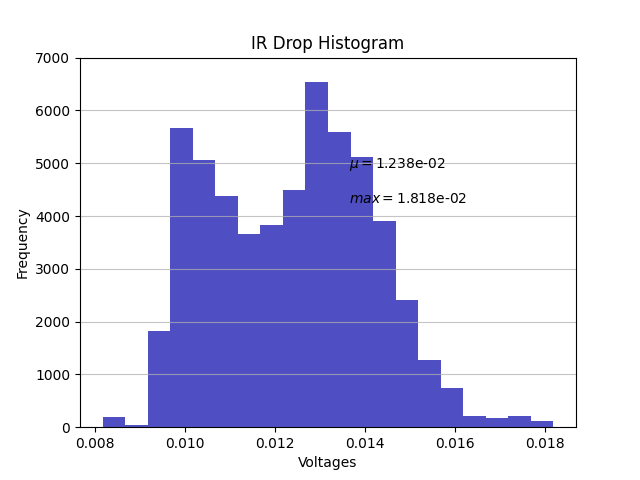 IR Drop Histogram
7000
6000
5000
4000
3000
2000
1000
0
Frequency
μ = 1.238e-02
max = 1.818e-02
0.008 0.010 0.012 0.014 0.016 0.018
Voltages